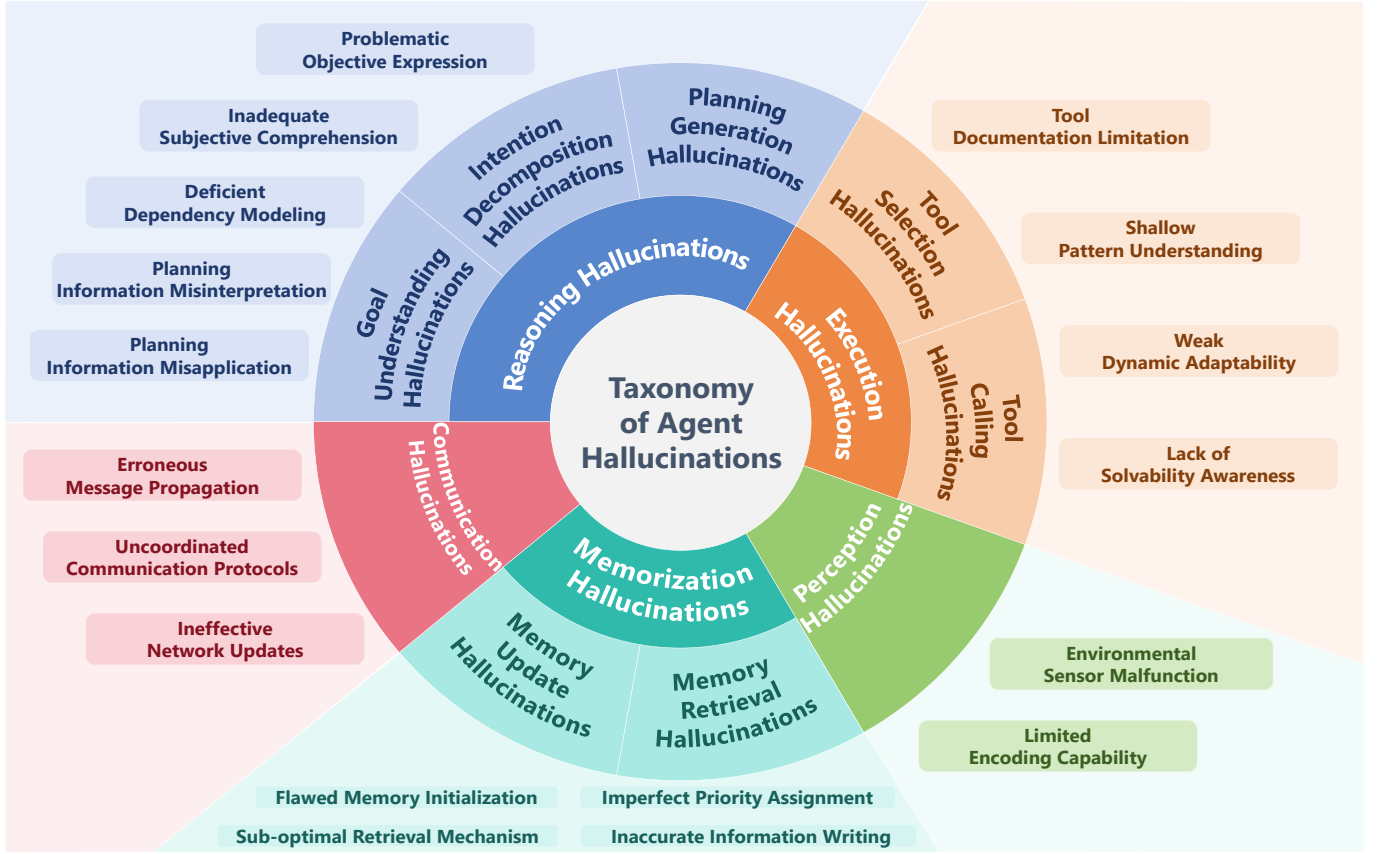 Problematic
Objective Expression
Inadequate
Subjective Comprehension
Deficient
Dependency Modeling
Planning
Information Misinterpretation
Planning
Information Misapplication
Goal
Understanding
Hallucinations
Intention
Decomposition
Hallucinations
Planning
Generation
Hallucinations
Reasoning Hallucinations
Tool
Documentation Limitation
Shallow
Pattern Understanding
Weak
Dynamic Adaptability
Lack of
Solvability Awareness
Tool
Selection
Hallucinations
Tool
Calling
Hallucinations
Execution
Hallucinations
Taxonomy
of Agent
Hallucinations
Communication
Hallucinations
Erroneous
Message Propagation
Uncoordinated
Communication Protocols
Ineffective
Network Updates
Memorization
Hallucinations
Memory
Update
Hallucinations
Memory
Retrieval
Hallucinations
Flawed Memory Initialization
Imperfect Priority Assignment
Sub-optimal Retrieval Mechanism
Inaccurate Information Writing
Perception
Hallucinations
Environmental
Sensor Malfunction
Limited
Encoding Capability